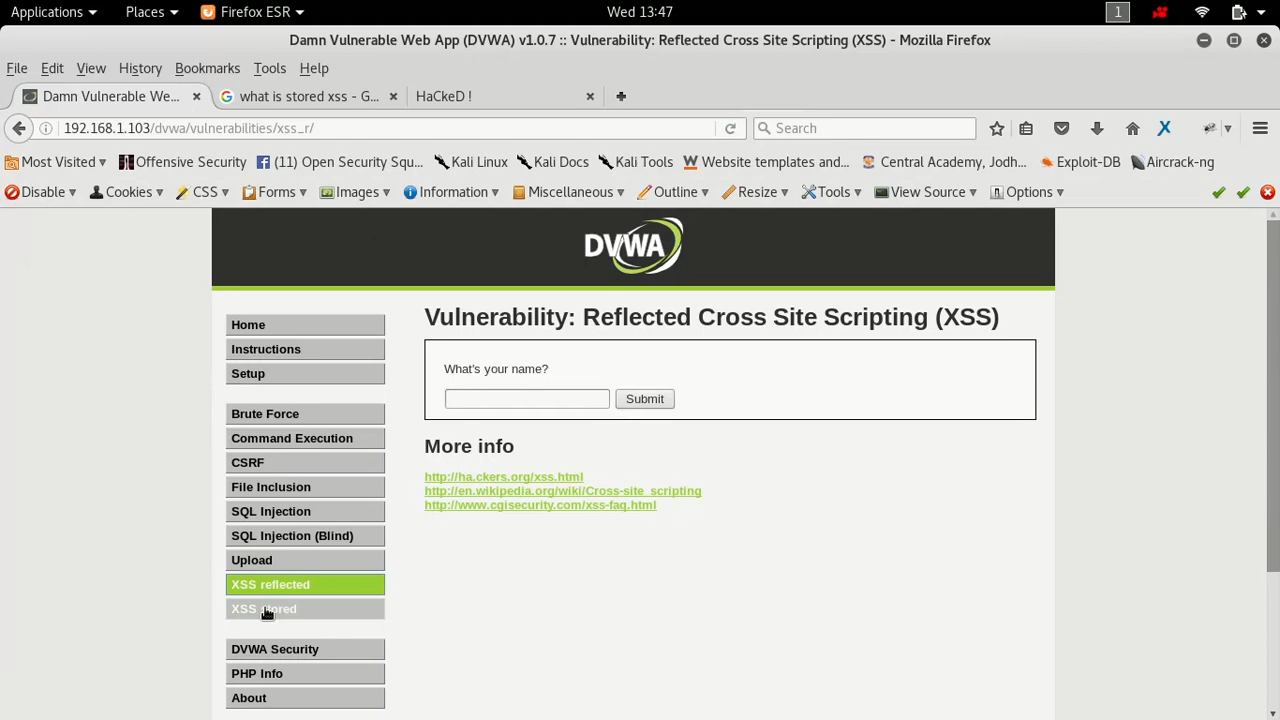 Applications Places Firefox ESR Wed 13:47 1
Damn Vulnerable Web App (DVWA) v1.0.7 :: Vulnerability: Reflected Cross Site Scripting (XSS) - Mozilla Firefox
File Edit View History Bookmarks Tools Help
Damn Vulnerable We... what is stored xss - G... HaCkeD !
192.168.1.103/dvwa/vulnerabilities/xss_r/ Search
Most Visited Offensive Security (11) Open Security Squ... Kali Linux Kali Docs Kali Tools Website templates and... Central Academy, Jodh... Exploit-DB Aircrack-ng
Disable Cookies CSS Forms Images Information Miscellaneous Outline Resize Tools View Source Options
DVWA
Vulnerability: Reflected Cross Site Scripting (XSS)
What's your name?
Submit
More info
http://ha.ckers.org/xss.html
http://en.wikipedia.org/wiki/Cross-site_scripting
http://www.cgisecurity.com/xss-faq.html
Home
Instructions
Setup
Brute Force
Command Execution
CSRF
File Inclusion
SQL Injection
SQL Injection (Blind)
Upload
XSS reflected
XSS stored
DVWA Security
PHP Info
About